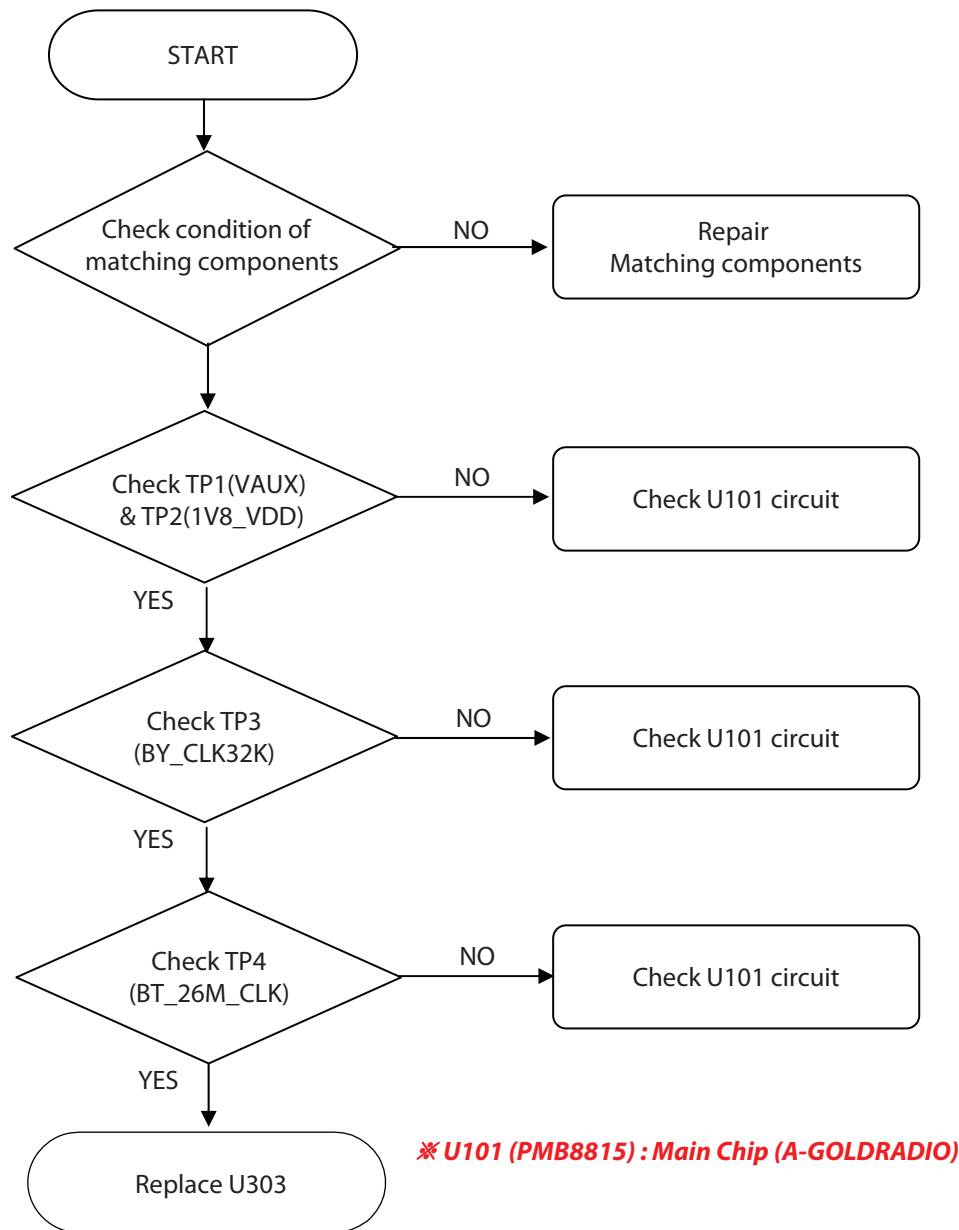 START
Check condition of
matching components
NO
Repair
Matching components
Check TP1(VAUX)
& TP2(1V8_VDD)
NO
Check U101 circuit
YES
Check TP3
(BY_CLK32K)
NO
Check U101 circuit
YES
Check TP4
(BT_26M_CLK)
NO
Check U101 circuit
YES
Replace U303
※ U101 (PMB8815) : Main Chip (A-GOLDRADIO)